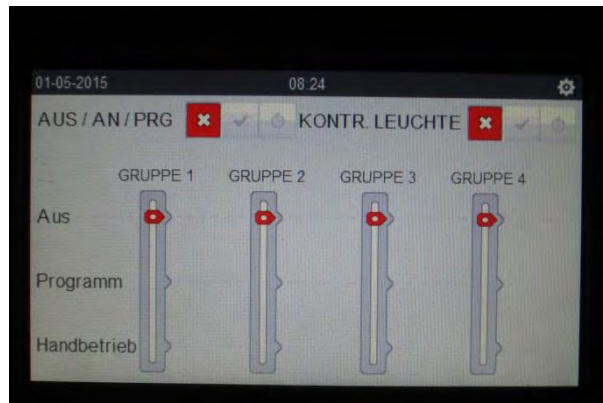 01-05-2015 08:24
AUS / AN / PRG KONTR. LEUCHTE
GRUPPE 1 GRUPPE 2 GRUPPE 3 GRUPPE 4
Aus
Programm
Handbetrieb